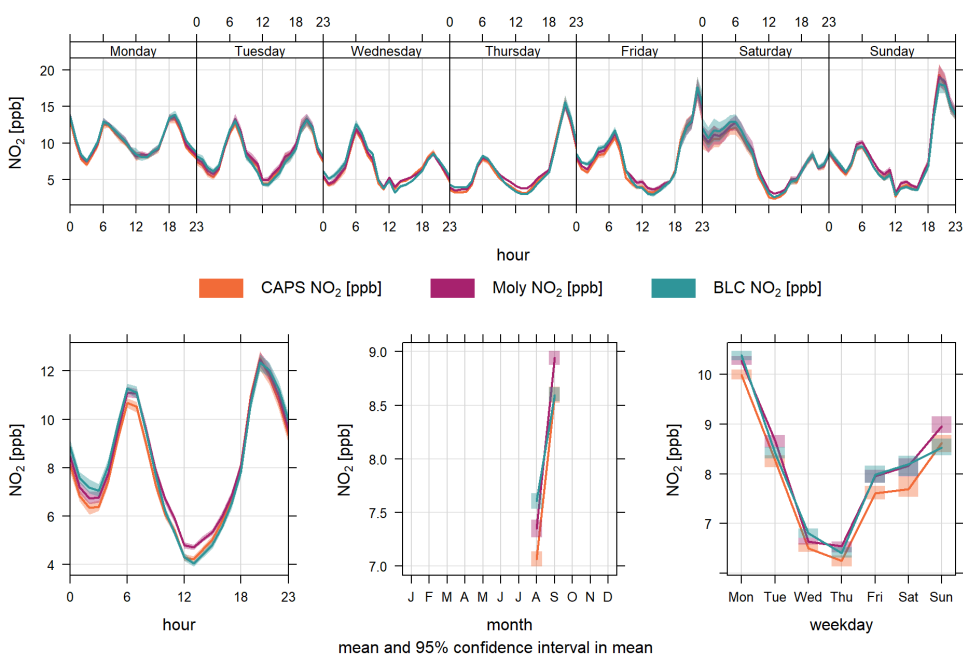 0 6 12 18 23 0 6 12 18 23 0 6 12 18 23
Monday Tuesday Wednesday Thursday Friday Saturday Sunday
20
15
10
5
NO₂ [ppb]
0 6 12 18 23 0 6 12 18 23 0 6 12 18 23 0 6 12 18 23
hour
CAPS NO₂ [ppb] Moly NO₂ [ppb] BLC NO₂ [ppb]
12
10
8
6
4
NO₂ [ppb]
0 6 12 18 23
hour
9.0
8.5
8.0
7.5
7.0
NO₂ [ppb]
J F M A M J J A S O N D
month
10
9
8
7
NO₂ [ppb]
Mon Tue Wed Thu Fri Sat Sun
weekday
mean and 95% confidence interval in mean